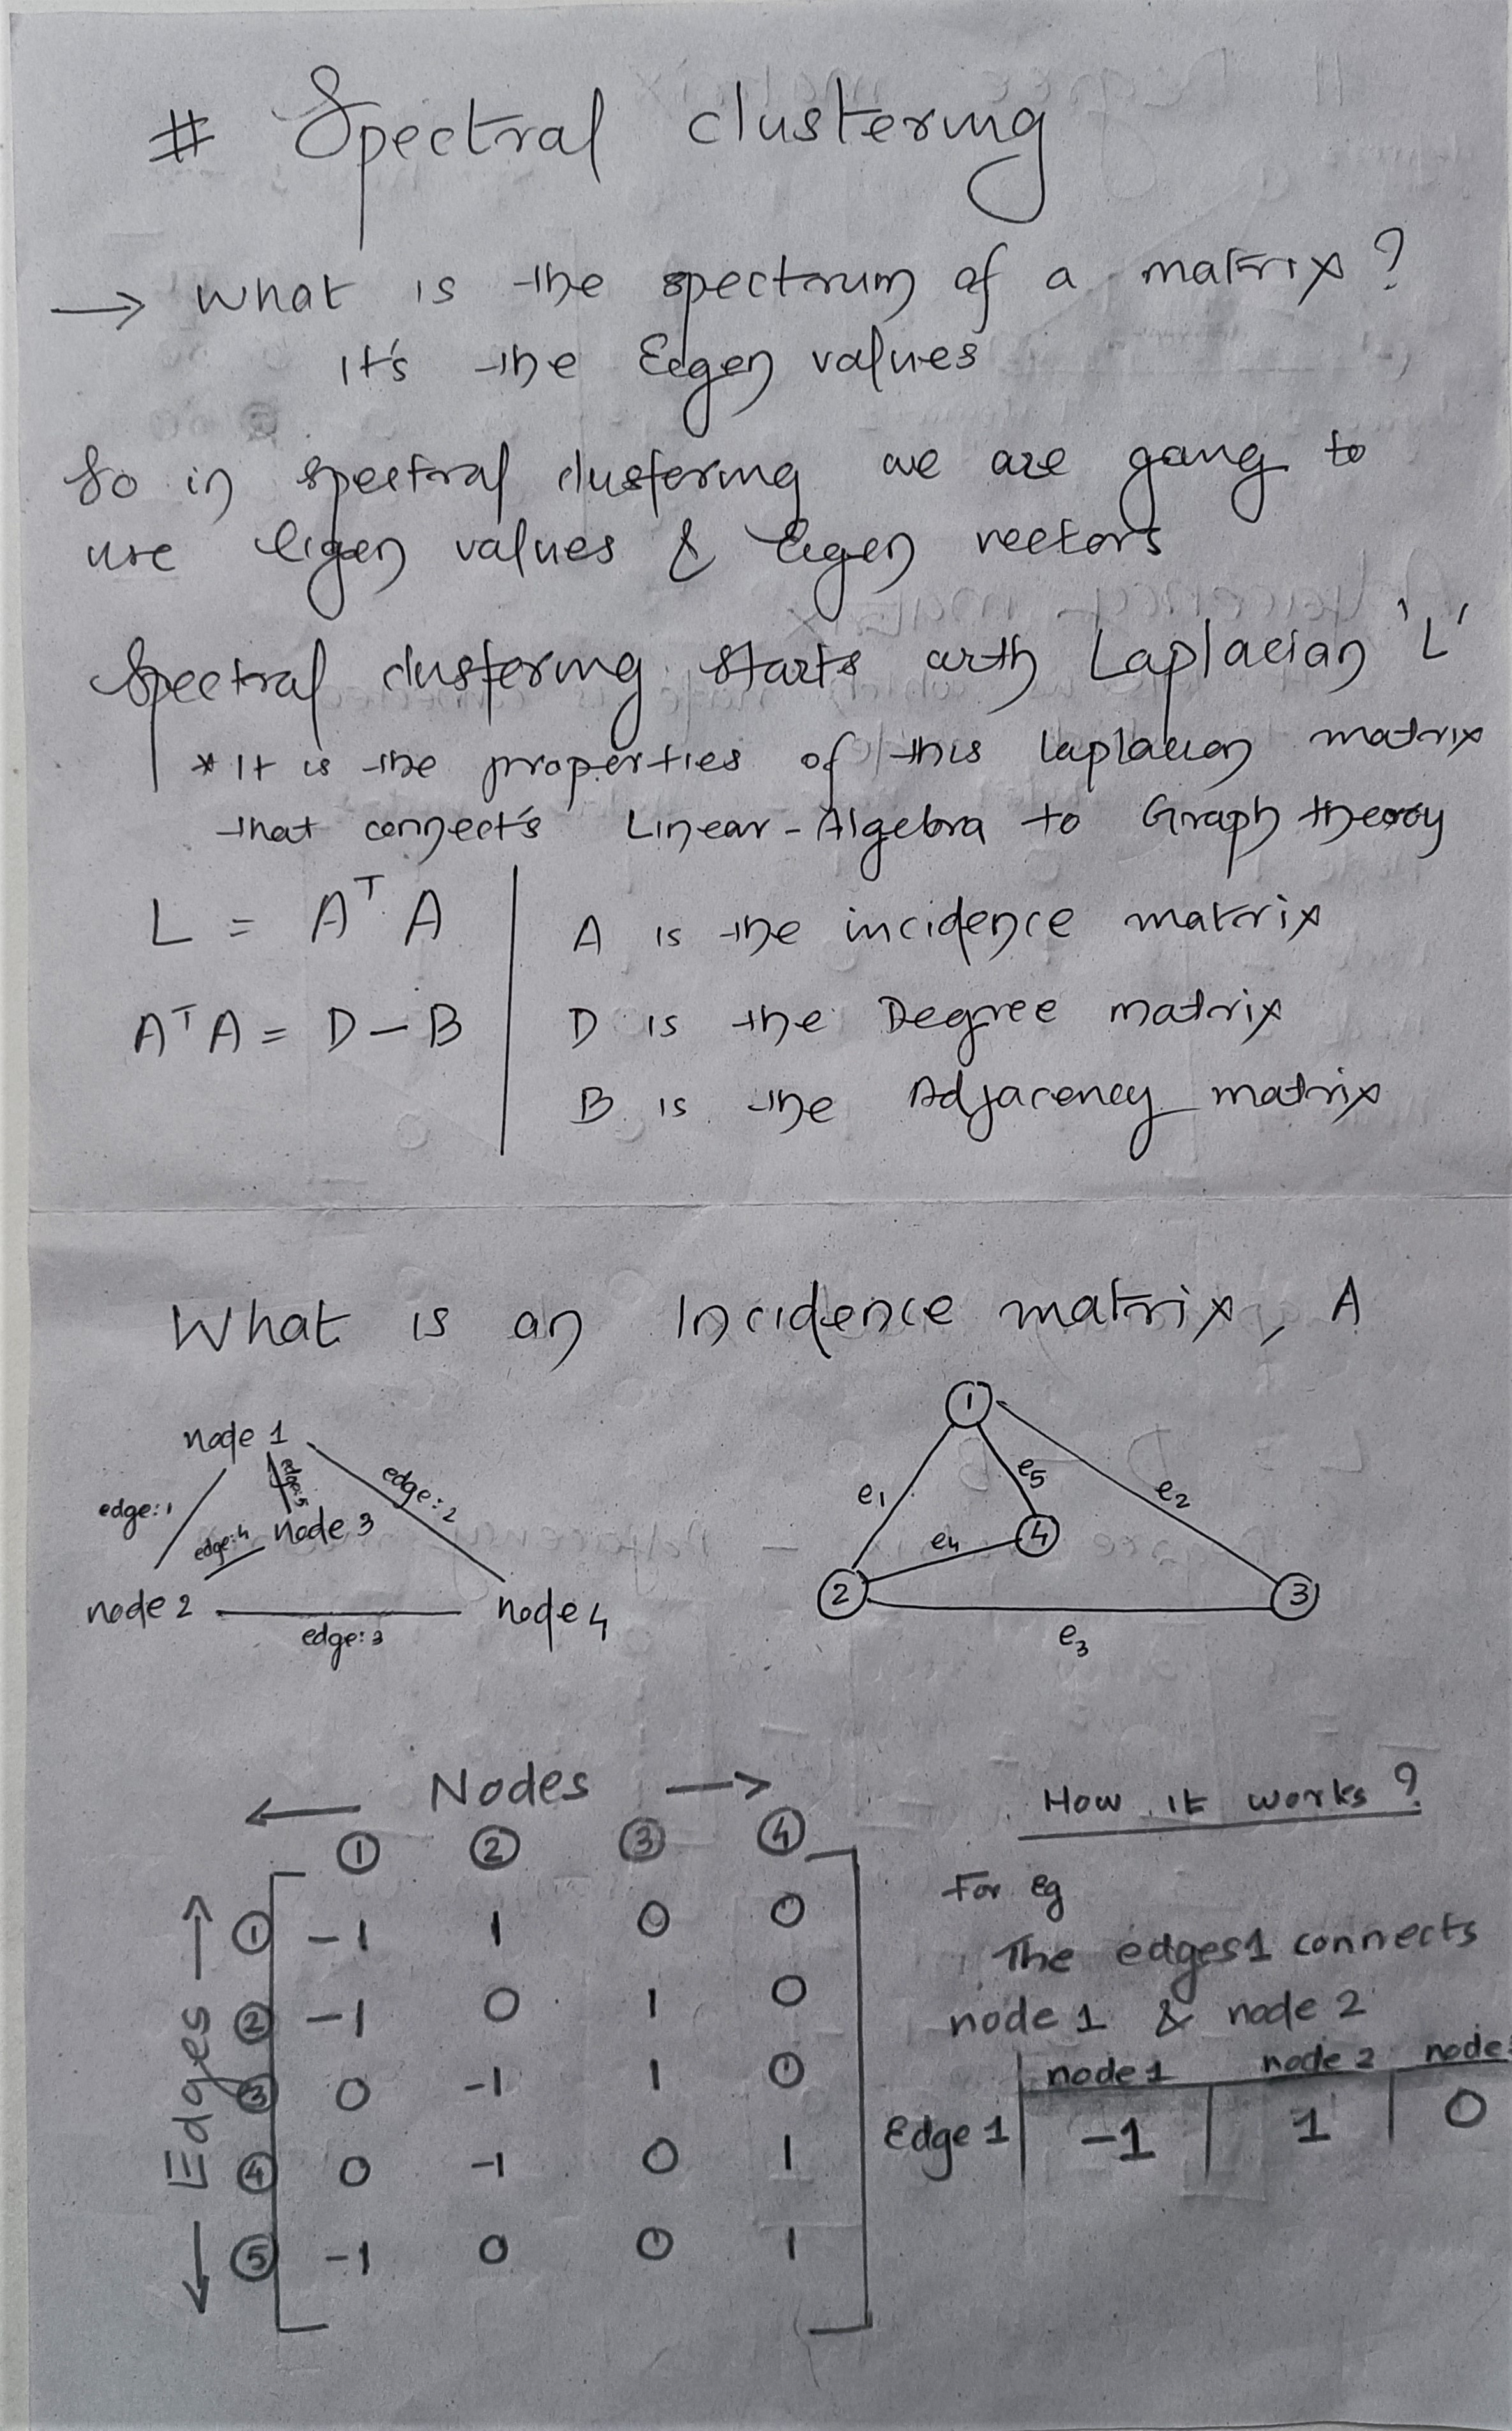 # Spectral clustering
→ What is the spectrum of a matrix?
It's the Eigen values
So in spectral clustering we are going to
use eigen values & Eigen vectors
Spectral clustering starts with Laplacian 'L'
* It is the properties of this laplacian matrix
that connect's Linear-Algebra to Graph theory
L = Aᵀ A | A is the incidence matrix
AᵀA = D – B | D is the Degree matrix
B is the Adjacency matrix
What is an Incidence matrix, A
node 1
edge:1
edge:5
edge:2
edge:4
node 3
node 2
edge:3
node 4
1
e1
e5
e2
e4
4
2
3
e3
← Nodes →
① ② ③ ④
← Edges →
① -1 1 0 0
② -1 0 1 0
③ 0 -1 1 0
④ 0 -1 0 1
⑤ -1 0 0 1
How it works?
For eg
The edges1 connects
node 1 & node 2
node 1 node 2 node
Edge 1 -1 1 0